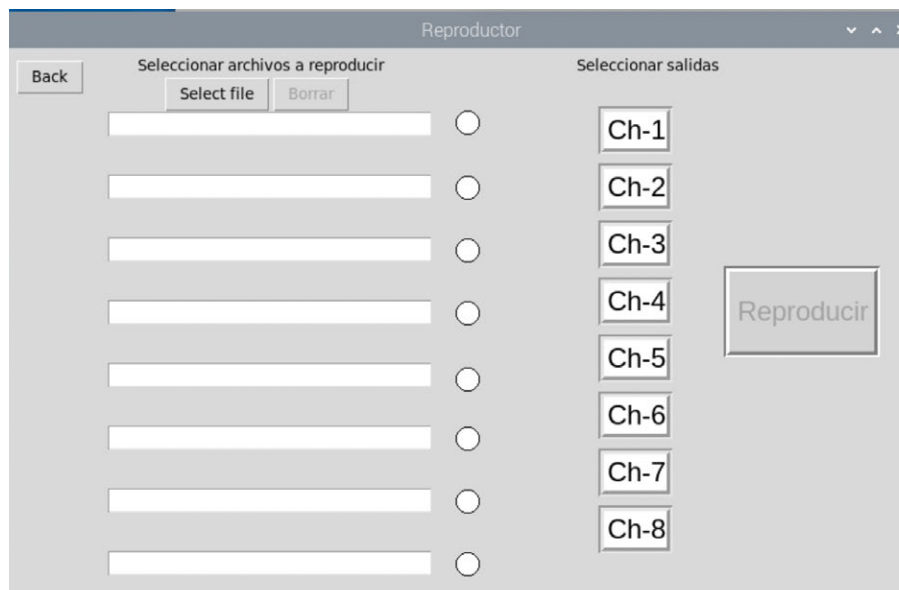 Reproductor
Back
Seleccionar archivos a reproducir
Select file
Borrar
Seleccionar salidas
Ch-1
Ch-2
Ch-3
Ch-4
Ch-5
Ch-6
Ch-7
Ch-8
Reproducir